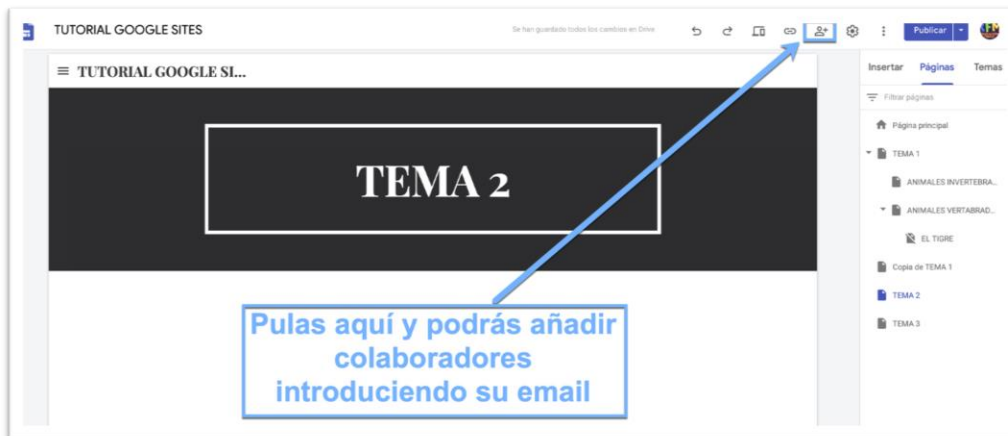 TUTORIAL GOOGLE SITES
Se han guardado todos los cambios en Drive
Publicar
TUTORIAL GOOGLE SI...
Insertar Páginas Temas
Filtrar páginas
Página principal
TEMA 1
ANIMALES INVERTEBRA...
ANIMALES VERTABRAD...
EL TIGRE
Copia de TEMA 1
TEMA 2
TEMA 3
TEMA 2
Pulas aquí y podrás añadir
colaboradores
introduciendo su email